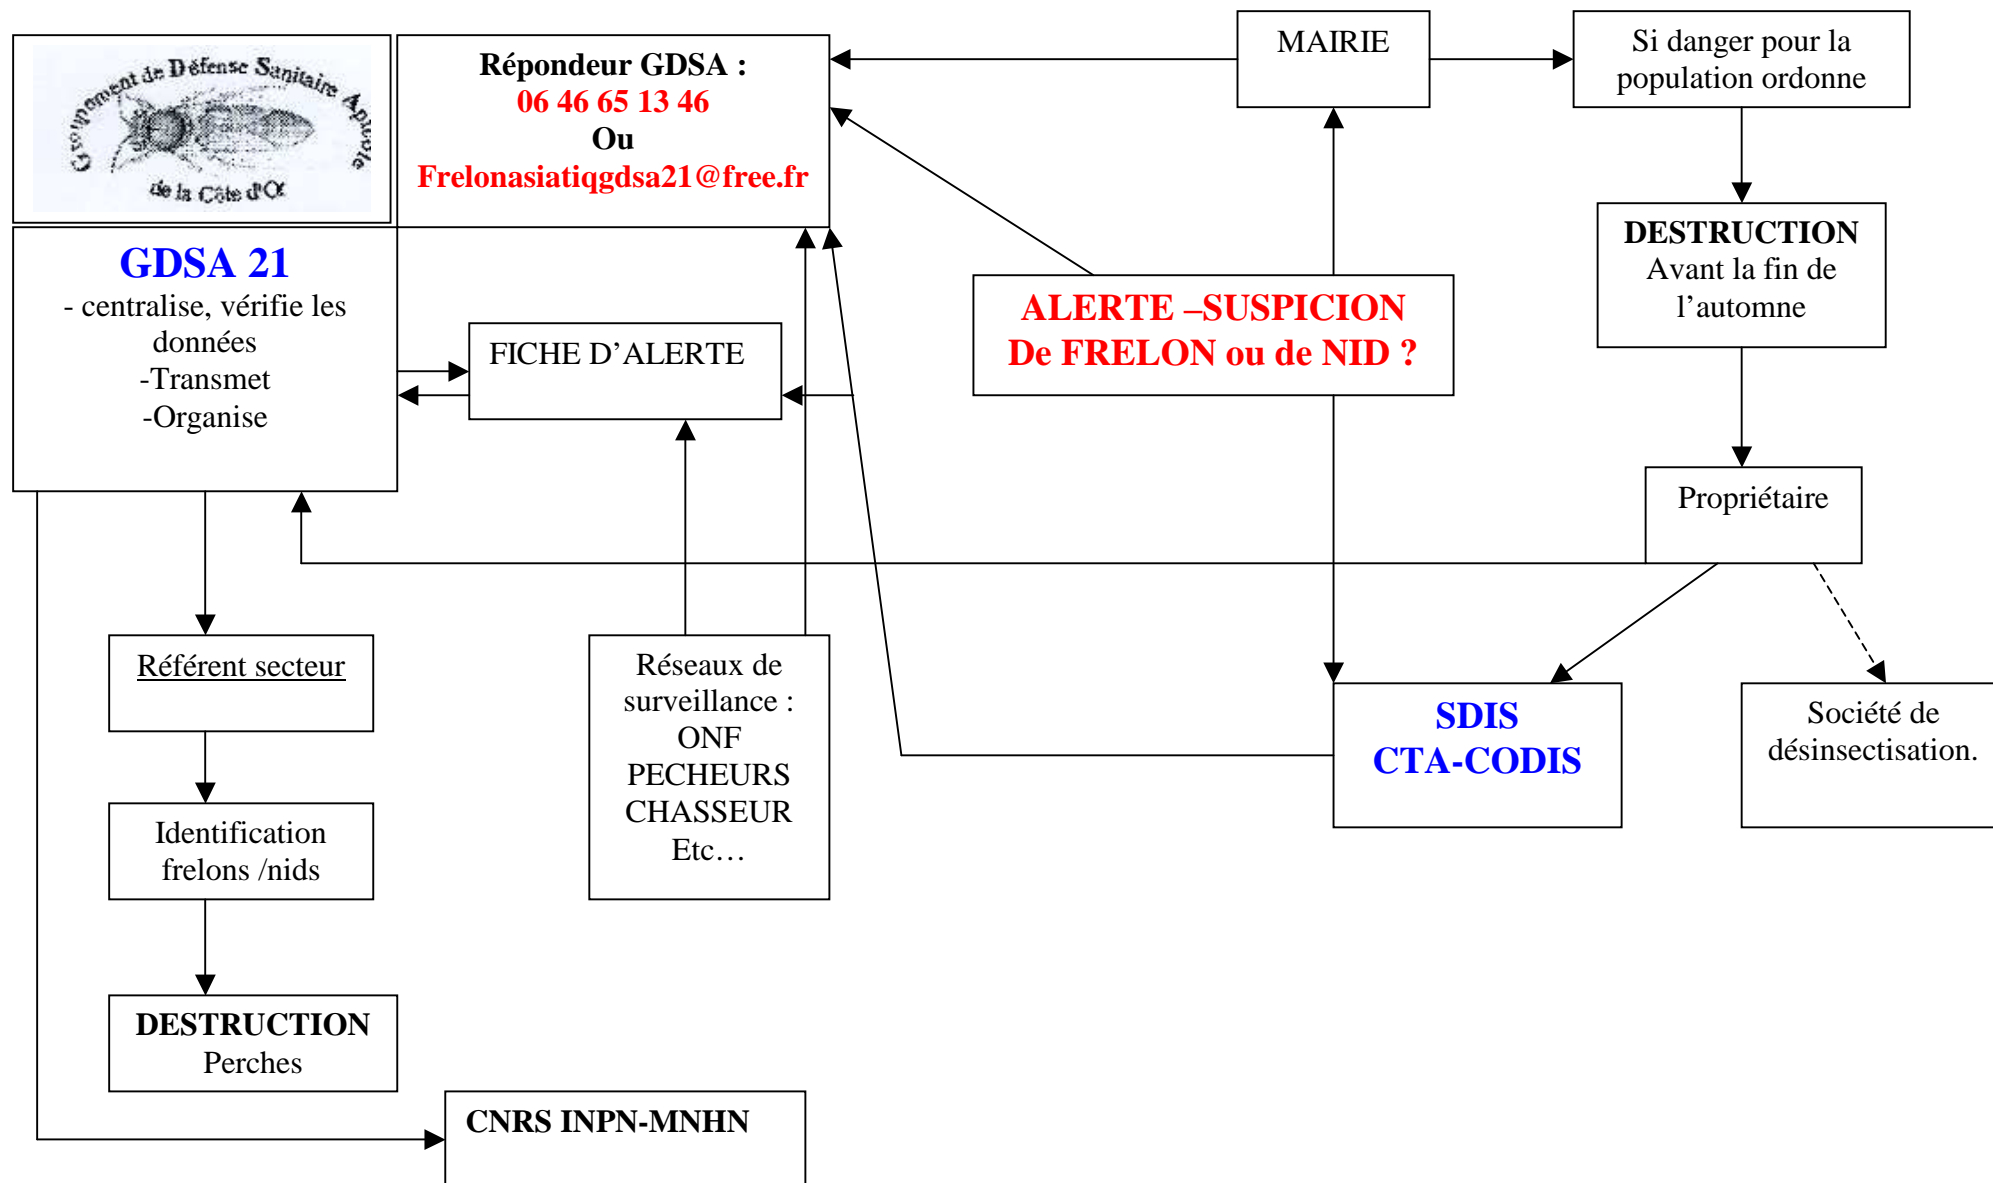 Groupement de Défense Sanitaire Apicole
de la Côte d'Or
Répondeur GDSA :
06 46 65 13 46
Ou
Frelonasiatiqgdsa21@free.fr
MAIRIE
Si danger pour la
population ordonne
GDSA 21
- centralise, vérifie les
données
-Transmet
-Organise
FICHE D’ALERTE
ALERTE –SUSPICION
De FRELON ou de NID ?
DESTRUCTION
Avant la fin de
l’automne
Propriétaire
Référent secteur
Réseaux de
surveillance :
ONF
PECHEURS
CHASSEUR
Etc…
SDIS
CTA-CODIS
Société de
désinsectisation.
Identification
frelons /nids
DESTRUCTION
Perches
CNRS INPN-MNHN